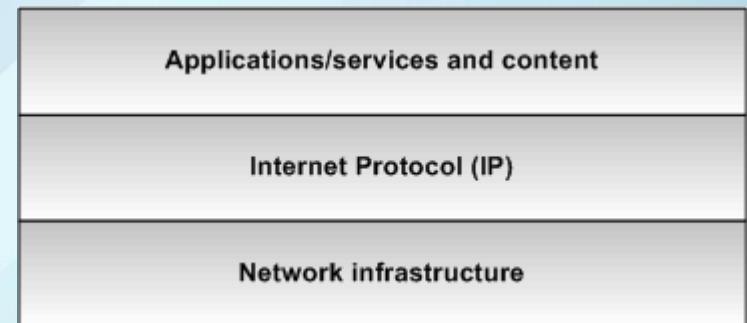 Applications/services and content
Internet Protocol (IP)
Network infrastructure